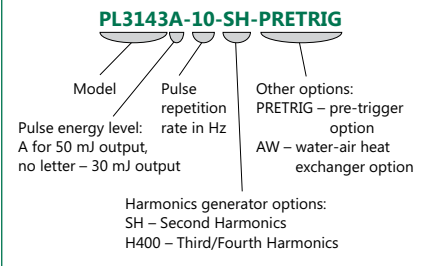 PL3143A-10-SH-PRETRIG
Model
Pulse energy level:
A for 50 mJ output,
no letter – 30 mJ output
Pulse
repetition
rate in Hz
Other options:
PRETRIG – pre-trigger
option
AW – water-air heat
exchanger option
Harmonics generator options:
SH – Second Harmonics
H400 – Third/Fourth Harmonics